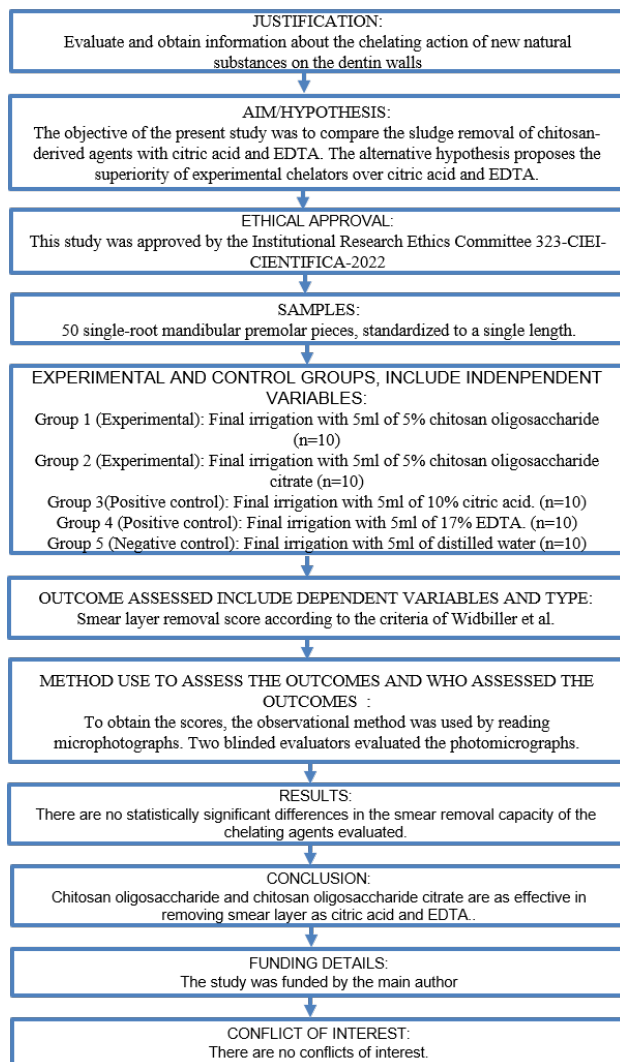 JUSTIFICATION:
Evaluate and obtain information about the chelating action of new natural
substances on the dentin walls
AIM/HYPOTHESIS:
The objective of the present study was to compare the sludge removal of chitosan-
derived agents with citric acid and EDTA. The alternative hypothesis proposes the
superiority of experimental chelators over citric acid and EDTA.
ETHICAL APPROVAL:
This study was approved by the Institutional Research Ethics Committee 323-CIEI-
CIENTIFICA-2022
SAMPLES:
50 single-root mandibular premolar pieces, standardized to a single length.
EXPERIMENTAL AND CONTROL GROUPS, INCLUDE INDENPENDENT
VARIABLES:
Group 1 (Experimental): Final irrigation with 5ml of 5% chitosan oligosaccharide
(n=10)
Group 2 (Experimental): Final irrigation with 5ml of 5% chitosan oligosaccharide
citrate (n=10)
Group 3(Positive control): Final irrigation with 5ml of 10% citric acid. (n=10)
Group 4 (Positive control): Final irrigation with 5ml of 17% EDTA. (n=10)
Group 5 (Negative control): Final irrigation with 5ml of distilled water (n=10)
OUTCOME ASSESSED INCLUDE DEPENDENT VARIABLES AND TYPE:
Smear layer removal score according to the criteria of Widbiller et al.
METHOD USE TO ASSESS THE OUTCOMES AND WHO ASSESSED THE
OUTCOMES :
To obtain the scores, the observational method was used by reading
microphotographs. Two blinded evaluators evaluated the photomicrographs.
RESULTS:
There are no statistically significant differences in the smear removal capacity of the
chelating agents evaluated.
CONCLUSION:
Chitosan oligosaccharide and chitosan oligosaccharide citrate are as effective in
removing smear layer as citric acid and EDTA..
FUNDING DETAILS:
The study was funded by the main author
CONFLICT OF INTEREST:
There are no conflicts of interest.